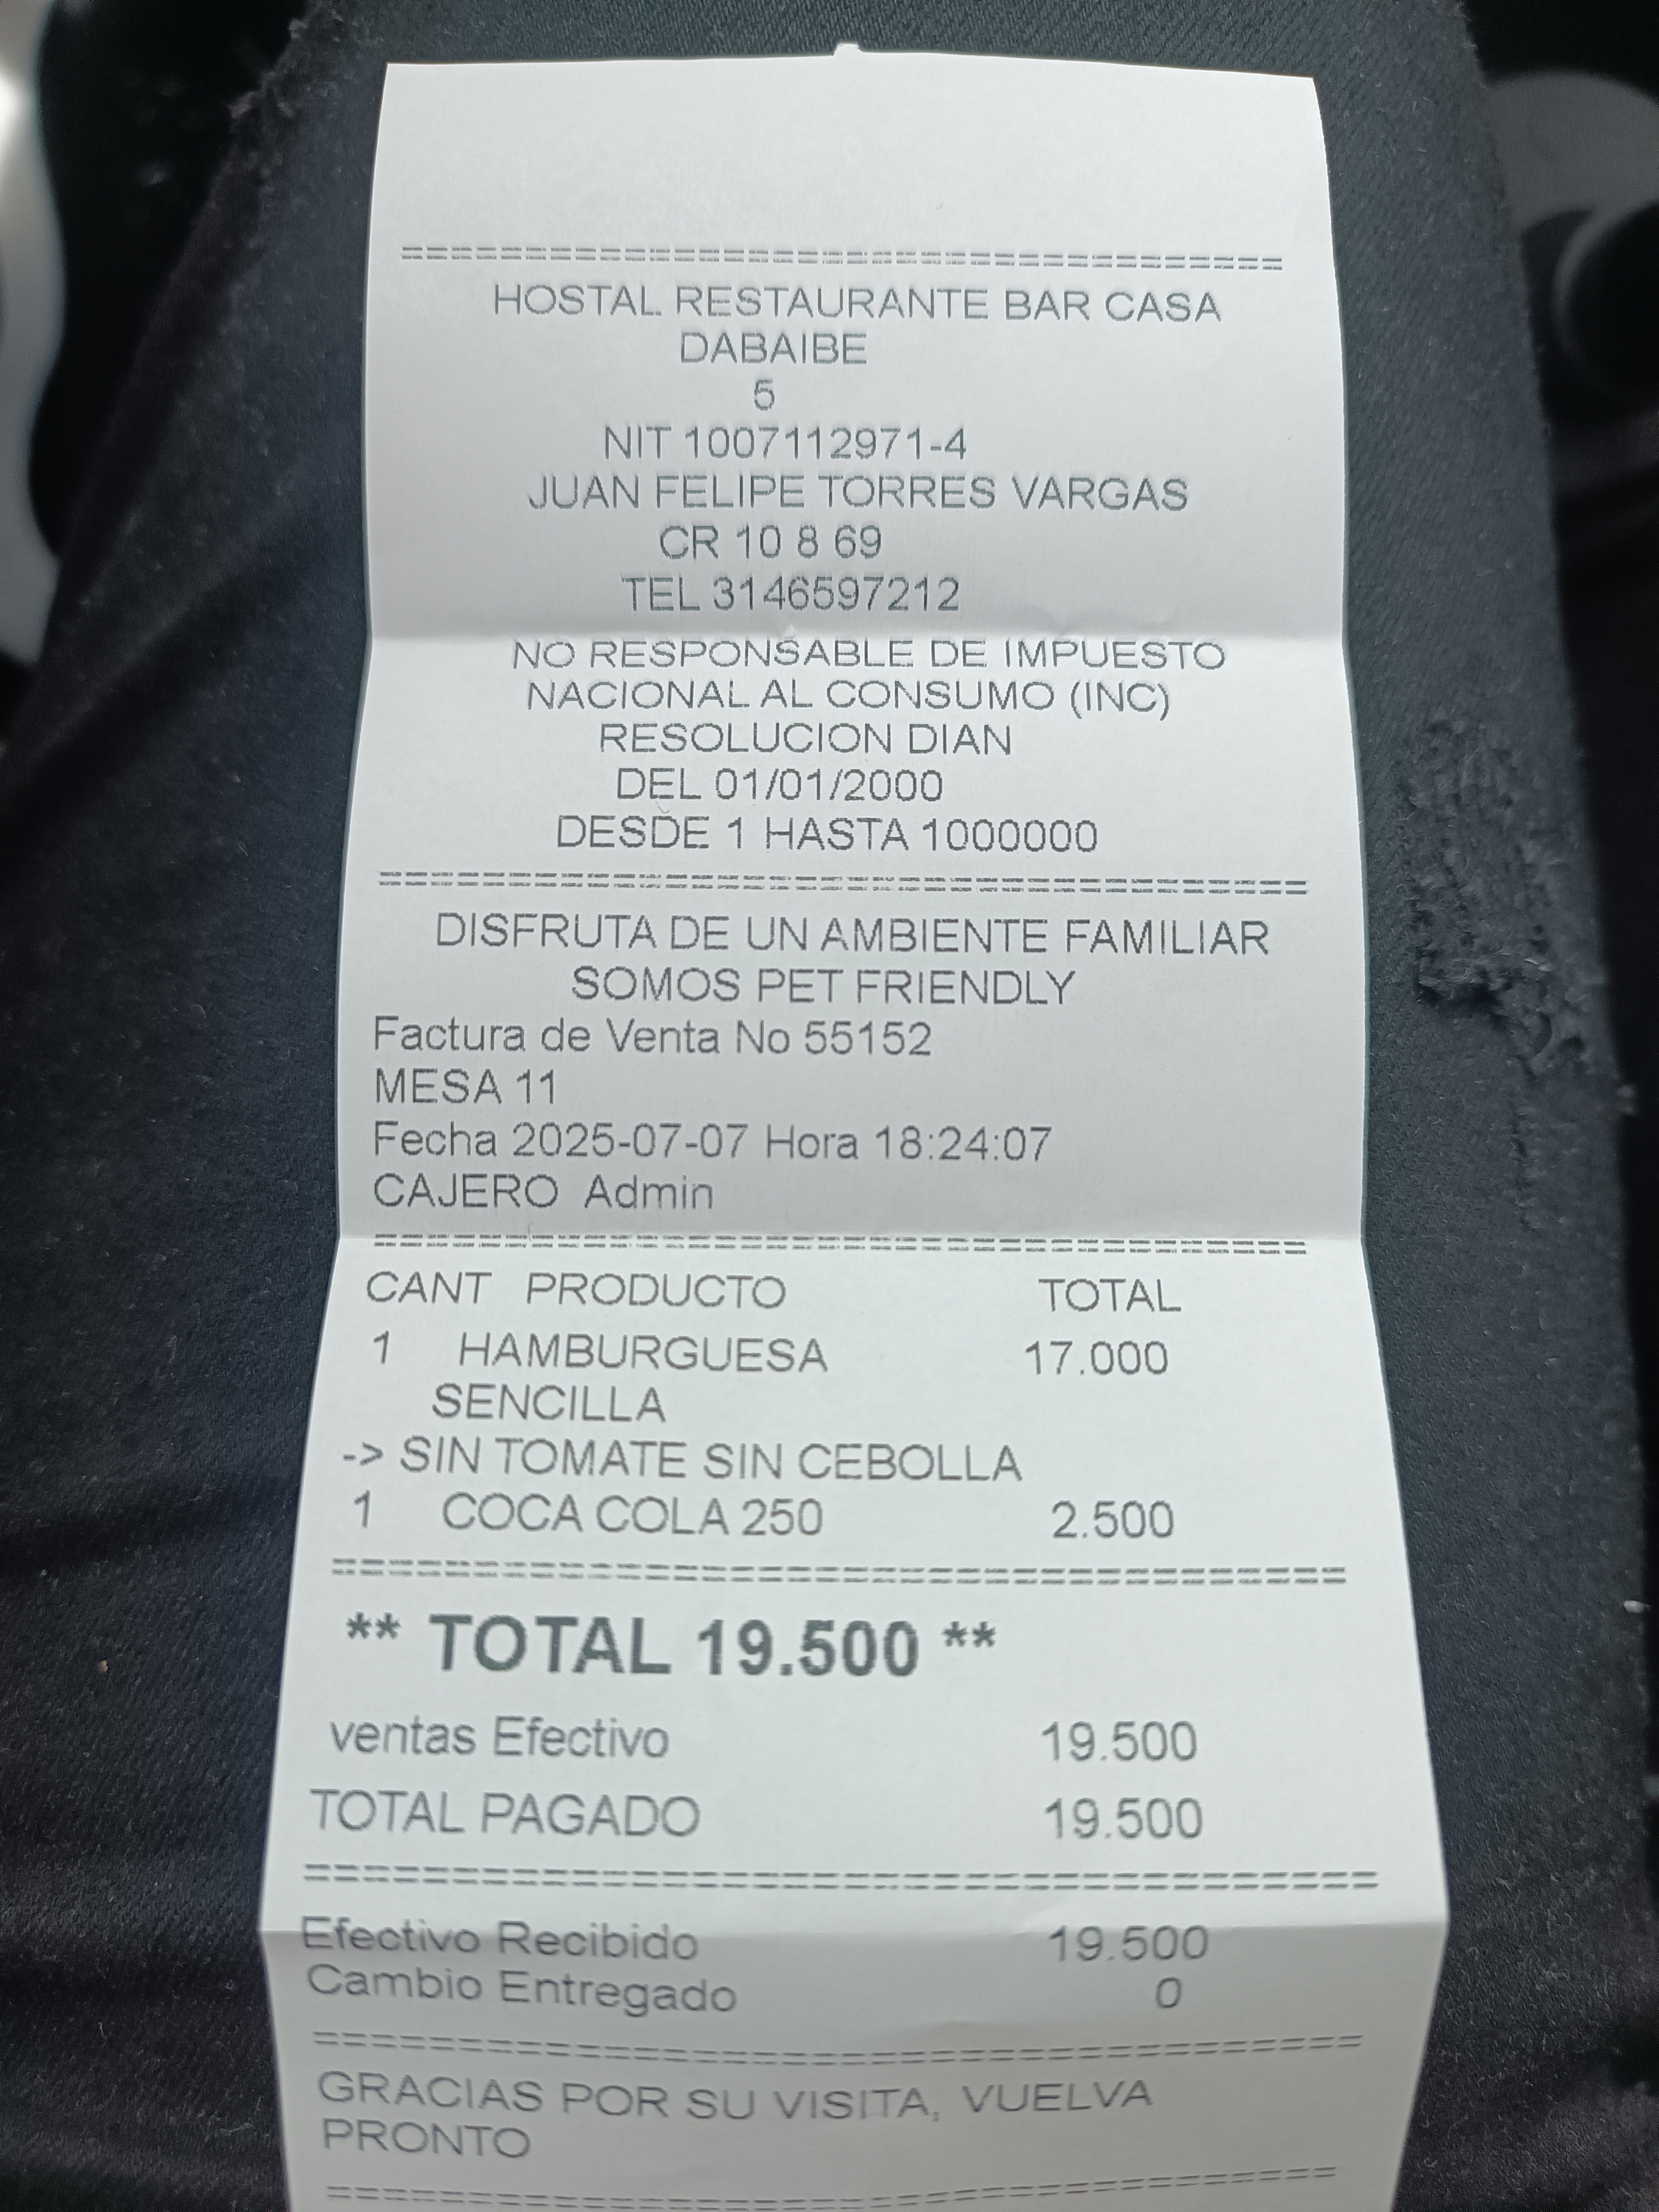 ==================================
HOSTAL RESTAURANTE BAR CASA
DABAIBE
5
NIT 1007112971-4
JUAN FELIPE TORRES VARGAS
CR 10 8 69
TEL 3146597212
NO RESPONSABLE DE IMPUESTO
NACIONAL AL CONSUMO (INC)
RESOLUCION DIAN
DEL 01/01/2000
DESDE 1 HASTA 1000000
==================================
DISFRUTA DE UN AMBIENTE FAMILIAR
SOMOS PET FRIENDLY
Factura de Venta No 55152
MESA 11
Fecha 2025-07-07 Hora 18:24:07
CAJERO Admin
==================================
CANT PRODUCTO TOTAL
1 HAMBURGUESA 17.000
SENCILLA
-> SIN TOMATE SIN CEBOLLA
1 COCA COLA 250 2.500
==================================
** TOTAL 19.500 **
ventas Efectivo 19.500
TOTAL PAGADO 19.500
==================================
Efectivo Recibido 19.500
Cambio Entregado 0
==================================
GRACIAS POR SU VISITA, VUELVA
PRONTO
==================================